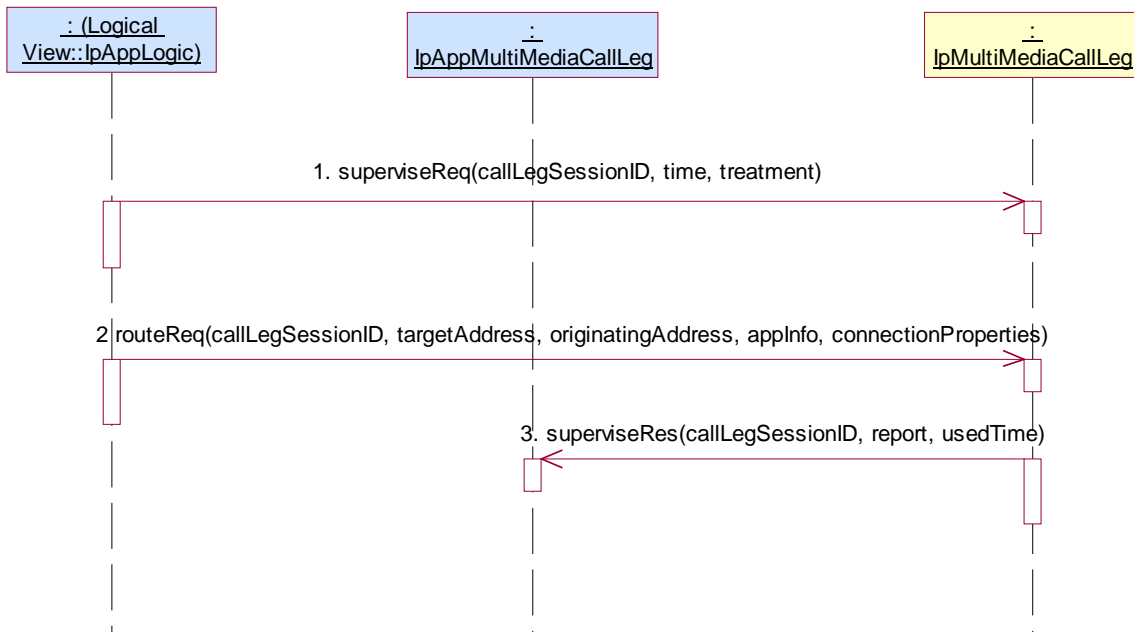 : (Logical
View::IpAppLogic)
:
IpAppMultiMediaCallLeg
:
IpMultiMediaCallLeg
1. superviseReq(callLegSessionID, time, treatment)
2 routeReq(callLegSessionID, targetAddress, originatingAddress, appInfo, connectionProperties)
3. superviseRes(callLegSessionID, report, usedTime)